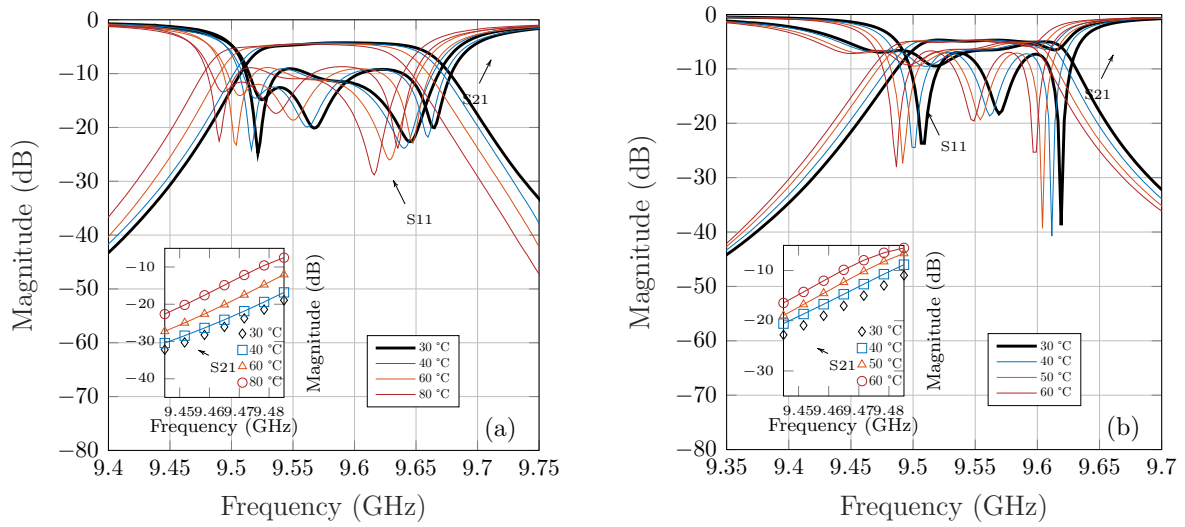 0
−10
−20
−30
−40
−50
−60
−70
−80
Magnitude (dB)
9.4
9.45
9.5
9.55
9.6
9.65
9.7
9.75
Frequency (GHz)
S21
S11
(a)
30 °C
40 °C
60 °C
80 °C
−10
−20
−30
−40
9.45
9.46
9.47
9.48
Frequency (GHz)
Magnitude (dB)
S21
30 °C
40 °C
60 °C
80 °C
0
−10
−20
−30
−40
−50
−60
−70
−80
Magnitude (dB)
9.35
9.4
9.45
9.5
9.55
9.6
9.65
9.7
Frequency (GHz)
S21
S11
(b)
30 °C
40 °C
50 °C
60 °C
−10
−20
−30
9.45
9.46
9.47
9.48
Frequency (GHz)
Magnitude (dB)
S21
30 °C
40 °C
50 °C
60 °C